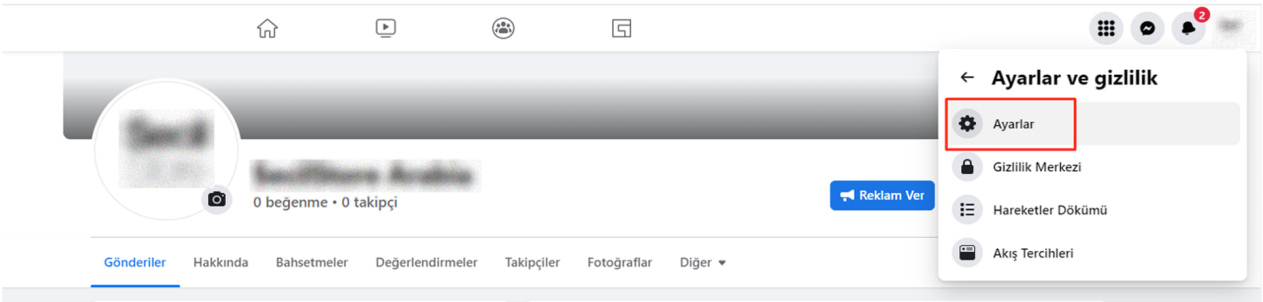 2
Ayarlar ve gizlilik
Ayarlar
Gizlilik Merkezi
Hareketler Dökümü
Akış Tercihleri
0 beğenme • 0 takipçi
Reklam Ver
Gönderiler Hakkında Bahsetmeler Değerlendirmeler Takipçiler Fotoğraflar Diğer